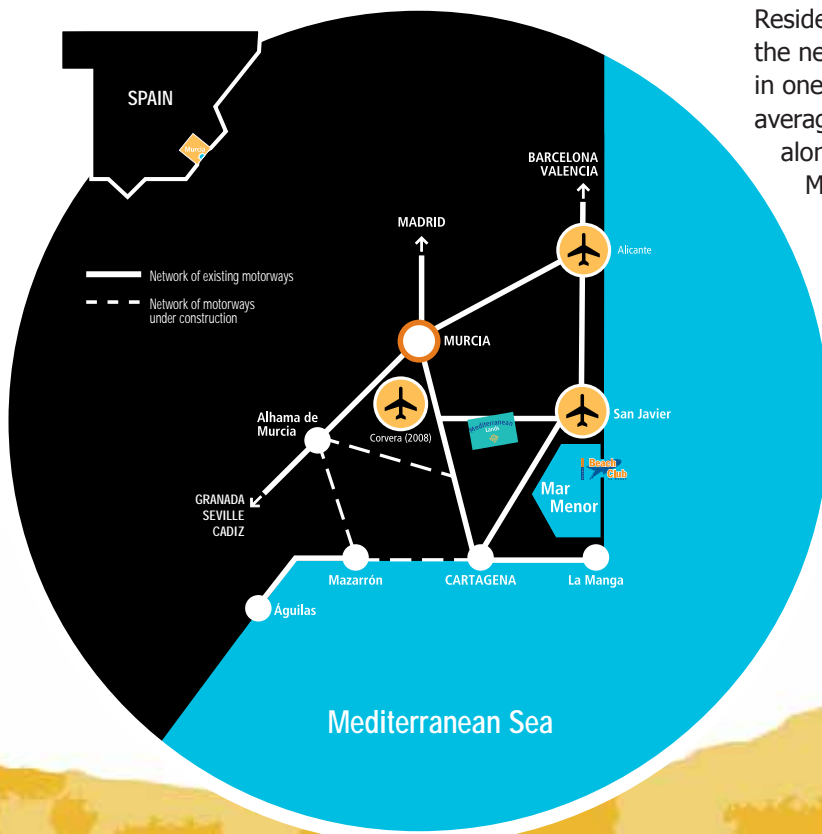 Reside
the ne
in one
averag
alon
M
SPAIN
Murcia
BARCELONA
VALENCIA
MADRID
Alicante
Network of existing motorways
Network of motorways
under construction
MURCIA
Corvera (2008)
Mediterranean
Lands
San Javier
Alhama de
Murcia
Beach
Club
Mar
Menor
GRANADA
SEVILLE
CADIZ
Mazarrón
CARTAGENA
La Manga
Águilas
Mediterranean Sea